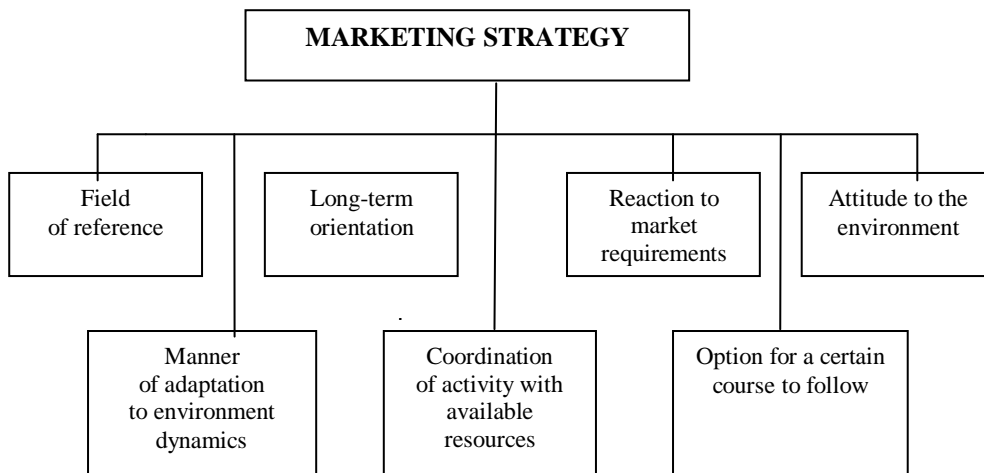 MARKETING STRATEGY
Field
of reference
Long-term
orientation
Reaction to
market
requirements
Attitude to the
environment
Manner
of adaptation
to environment
dynamics
Coordination
of activity with
available
resources
Option for a certain
course to follow